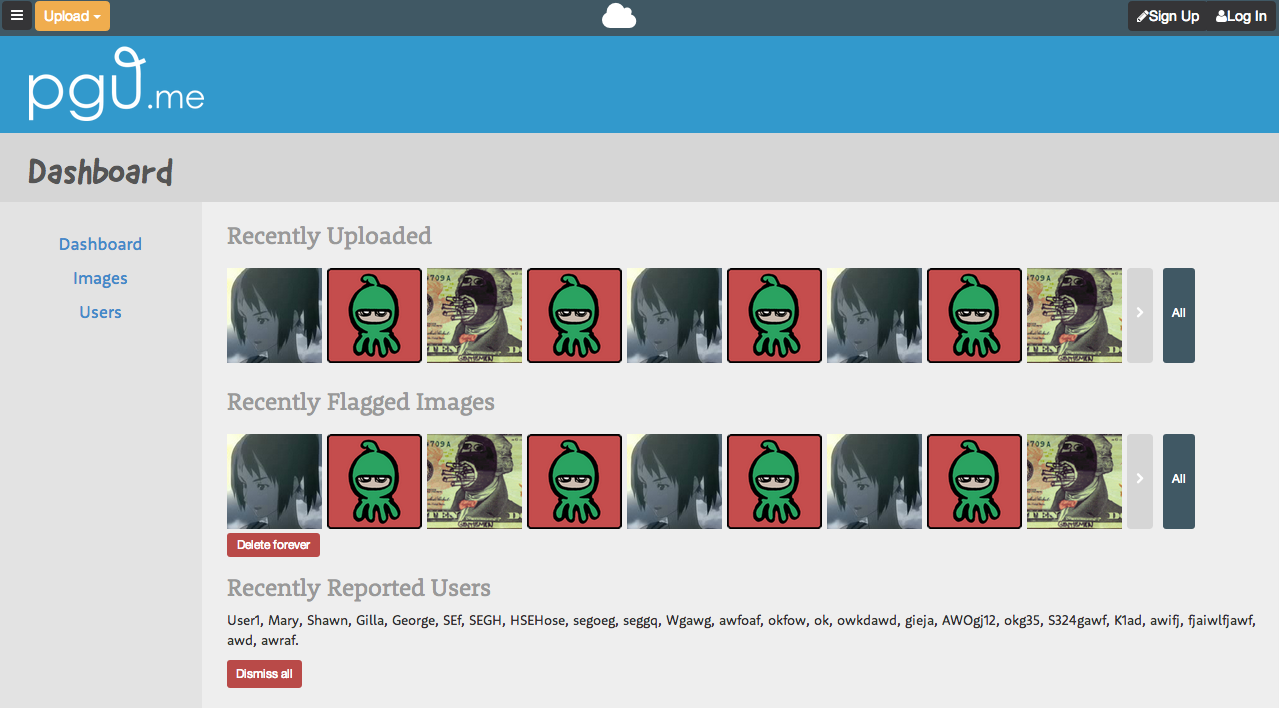 Upload
Sign Up Log In
pgu.me
Dashboard
Dashboard
Images
Users
Recently Uploaded
All
Recently Flagged Images
All
Delete forever
Recently Reported Users
User1, Mary, Shawn, Gilla, George, SEf, SEGH, HSEHose, segoeg, seggq, Wgawg, awfoaf, okfow, ok, owkdawd, gieja, AWOgj12, okg35, S324gawf, K1ad, awifj, fjaiwlfjawf,
awd, awraf.
Dismiss all